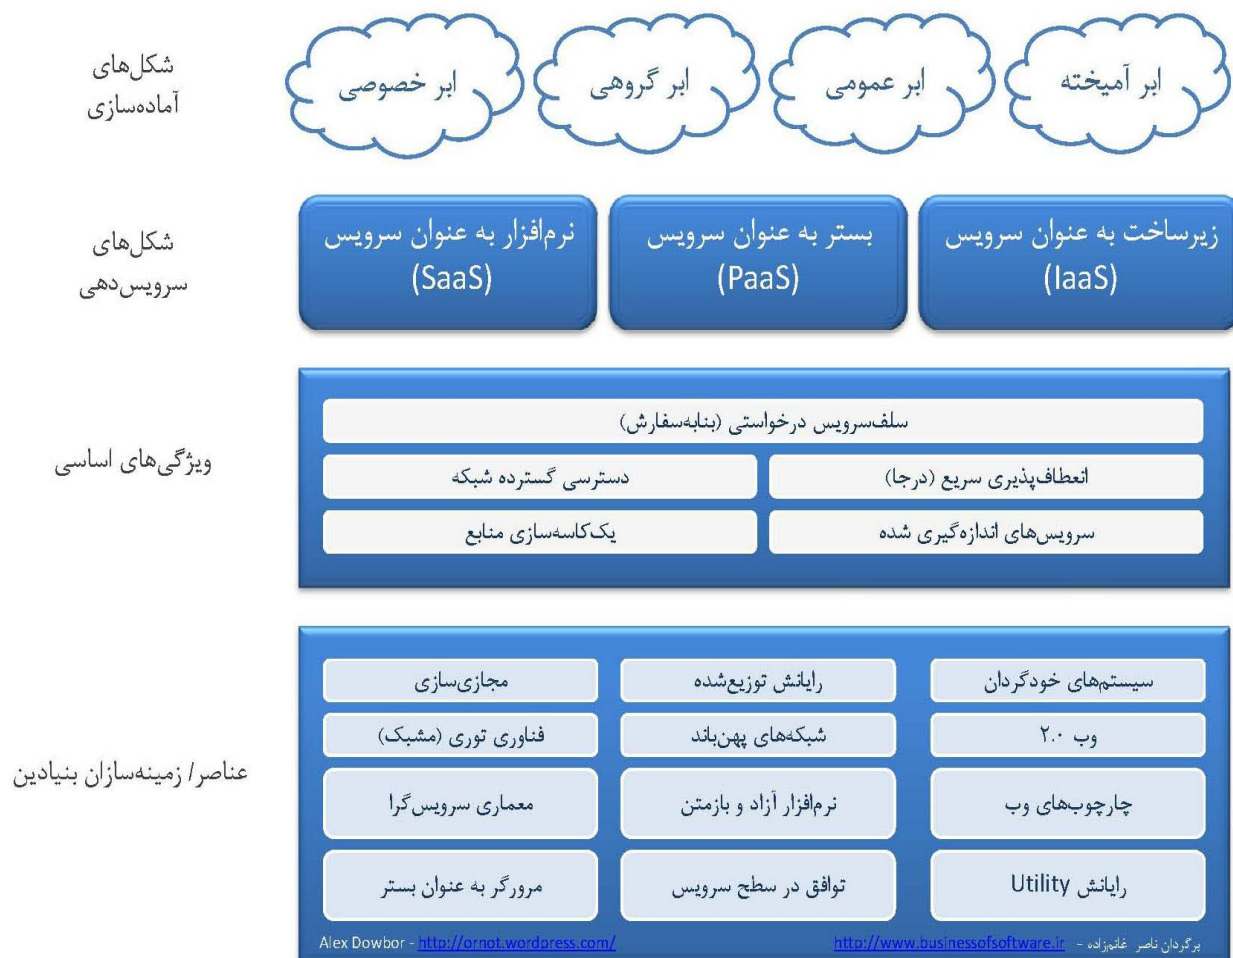 شکل‌های
آماده‌سازی
ابر آمیخته
ابر عمومی
ابر گروهی
ابر خصوصی
شکل‌های
سرویس‌دهی
زیرساخت به عنوان سرویس
(IaaS)
بستر به عنوان سرویس
(PaaS)
نرم‌افزار به عنوان سرویس
(SaaS)
ویژگی‌های اساسی
سلف‌سرویس درخواستی (بنابه‌سفارش)
انعطاف‌پذیری سریع (درجا)
دسترسی گسترده شبکه
سرویس‌های اندازه‌گیری شده
یک‌کاسه‌سازی منابع
عناصر/ زمینه‌سازان بنیادین
سیستم‌های خودگردان
رایانش توزیع‌شده
مجازی‌سازی
وب ۲.۰
شبکه‌های پهن‌باند
فناوری توری (مشبک)
چارچوب‌های وب
نرم‌افزار آزاد و بازمتن
معماری سرویس‌گرا
رایانش Utility
توافق در سطح سرویس
مرورگر به عنوان بستر
برگردان ناصر غانم‌زاده - http://www.businessofsoftware.ir
Alex Dowbor - http://ornot.wordpress.com/